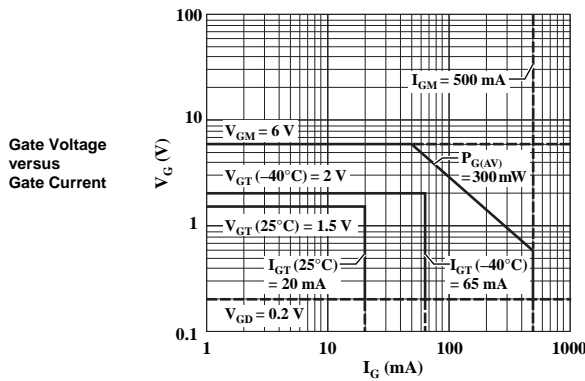 Gate Voltage
versus
Gate Current
V_G (V)
100
10
1
0.1
I_GM = 500 mA
V_GM = 6 V
P_G(AV)
= 300 mW
V_GT (–40°C) = 2 V
V_GT (25°C) = 1.5 V
I_GT (25°C)
= 20 mA
I_GT (–40°C)
= 65 mA
V_GD = 0.2 V
1
10
100
1000
I_G (mA)